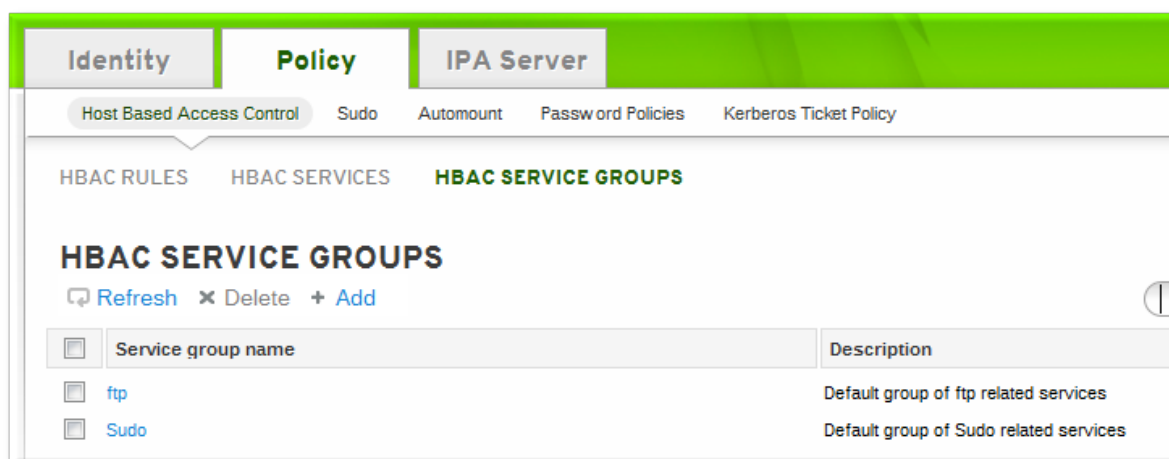 Identity Policy IPA Server
Host Based Access Control Sudo Automount Password Policies Kerberos Ticket Policy
HBAC RULES HBAC SERVICES HBAC SERVICE GROUPS
HBAC SERVICE GROUPS
Refresh Delete + Add
Service group name Description
ftp Default group of ftp related services
Sudo Default group of Sudo related services